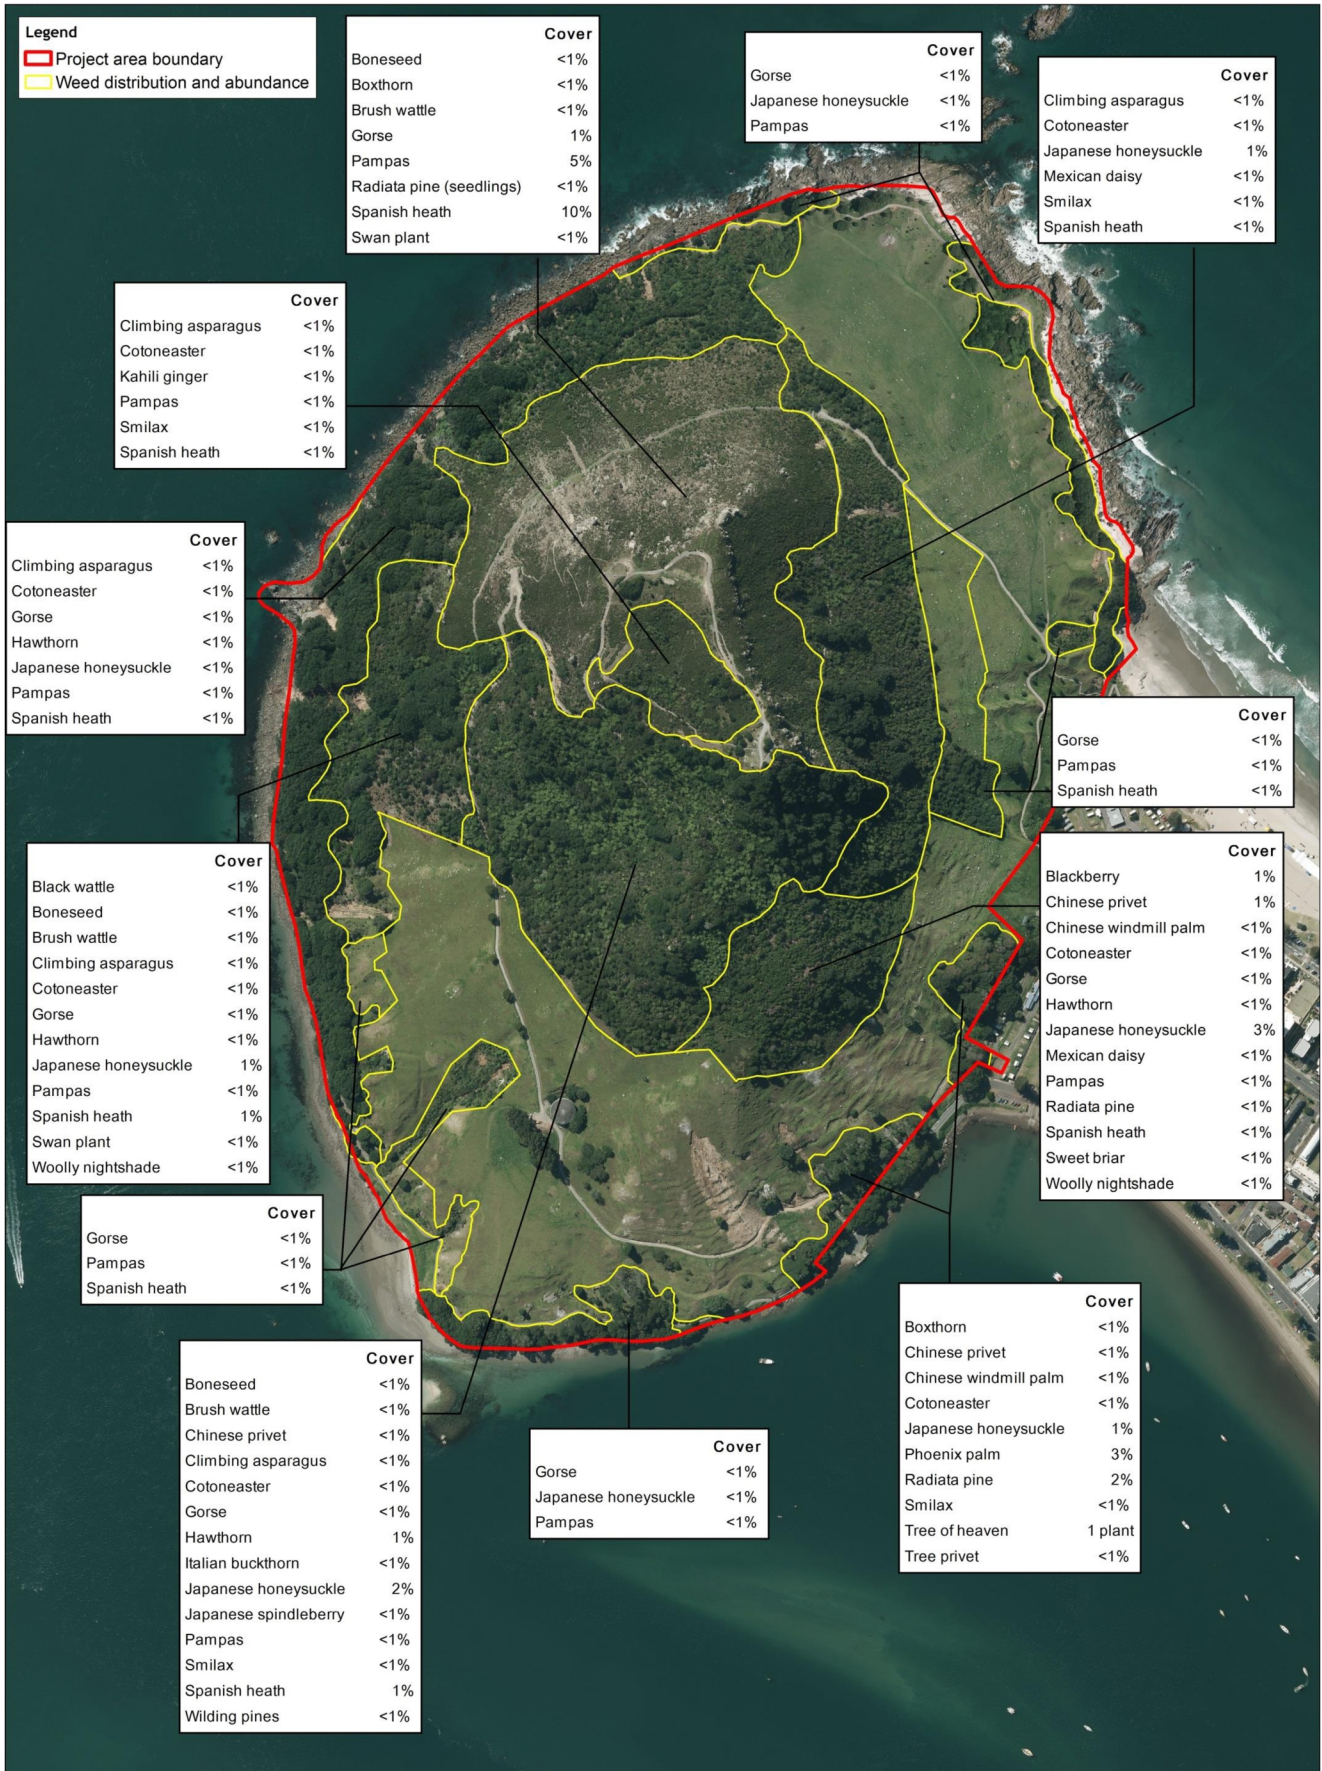 Legend
Project area boundary
Weed distribution and abundance
Cover
Boneseed <1%
Boxthorn <1%
Brush wattle <1%
Gorse 1%
Pampas 5%
Radiata pine (seedlings) <1%
Spanish heath 10%
Swan plant <1%
Cover
Gorse <1%
Japanese honeysuckle <1%
Pampas <1%
Cover
Climbing asparagus <1%
Cotoneaster <1%
Japanese honeysuckle 1%
Mexican daisy <1%
Smilax <1%
Spanish heath <1%
Cover
Climbing asparagus <1%
Cotoneaster <1%
Kahili ginger <1%
Pampas <1%
Smilax <1%
Spanish heath <1%
Cover
Climbing asparagus <1%
Cotoneaster <1%
Gorse <1%
Hawthorn <1%
Japanese honeysuckle <1%
Pampas <1%
Spanish heath <1%
Cover
Gorse <1%
Pampas <1%
Spanish heath <1%
Cover
Black wattle <1%
Boneseed <1%
Brush wattle <1%
Climbing asparagus <1%
Cotoneaster <1%
Gorse <1%
Hawthorn <1%
Japanese honeysuckle 1%
Pampas <1%
Spanish heath 1%
Swan plant <1%
Woolly nightshade <1%
Cover
Blackberry 1%
Chinese privet 1%
Chinese windmill palm <1%
Cotoneaster <1%
Gorse <1%
Hawthorn <1%
Japanese honeysuckle 3%
Mexican daisy <1%
Pampas <1%
Radiata pine <1%
Spanish heath <1%
Sweet briar <1%
Woolly nightshade <1%
Cover
Gorse <1%
Pampas <1%
Spanish heath <1%
Cover
Boneseed <1%
Brush wattle <1%
Chinese privet <1%
Climbing asparagus <1%
Cotoneaster <1%
Gorse <1%
Hawthorn 1%
Italian buckthorn <1%
Japanese honeysuckle 2%
Japanese spindleberry <1%
Pampas <1%
Smilax <1%
Spanish heath 1%
Wilding pines <1%
Cover
Gorse <1%
Japanese honeysuckle <1%
Pampas <1%
Cover
Boxthorn <1%
Chinese privet <1%
Chinese windmill palm <1%
Cotoneaster <1%
Japanese honeysuckle 1%
Phoenix palm 3%
Radiata pine 2%
Smilax <1%
Tree of heaven 1 plant
Tree privet <1%